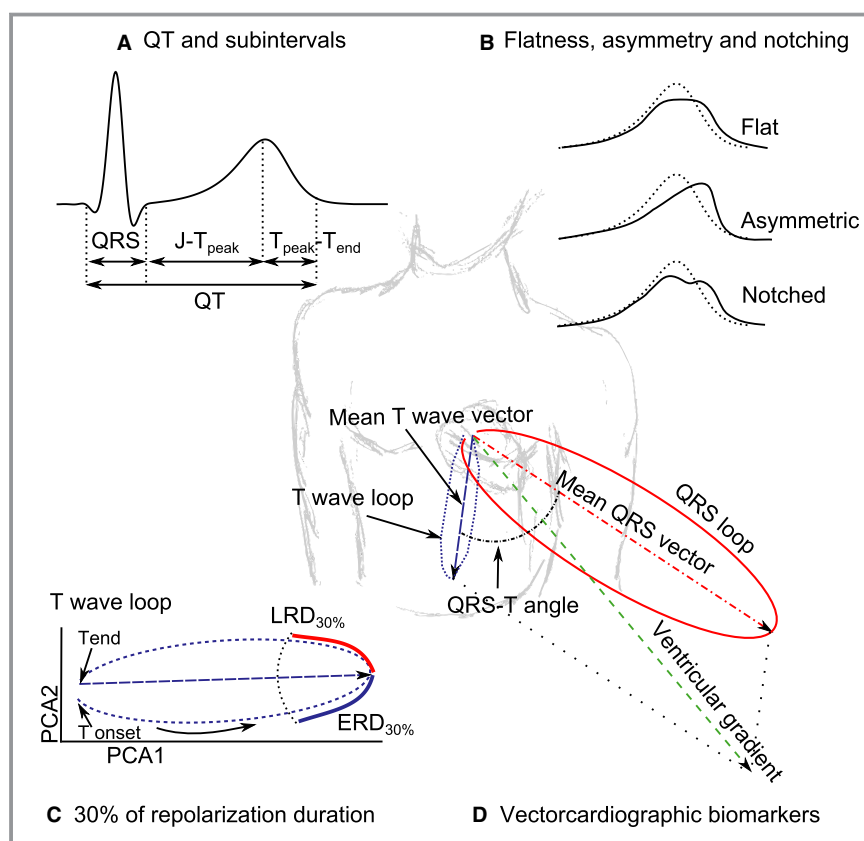 A QT and subintervals
QRS
J-Tpeak
Tpeak-Tend
QT
B Flatness, asymmetry and notching
Flat
Asymmetric
Notched
Mean T wave vector
T wave loop
QRS-T angle
Mean QRS vector
QRS loop
Ventricular gradient
T wave loop
LRD30%
Tend
ERD30%
T onset
PCA2
PCA1
C 30% of repolarization duration
D Vectorcardiographic biomarkers